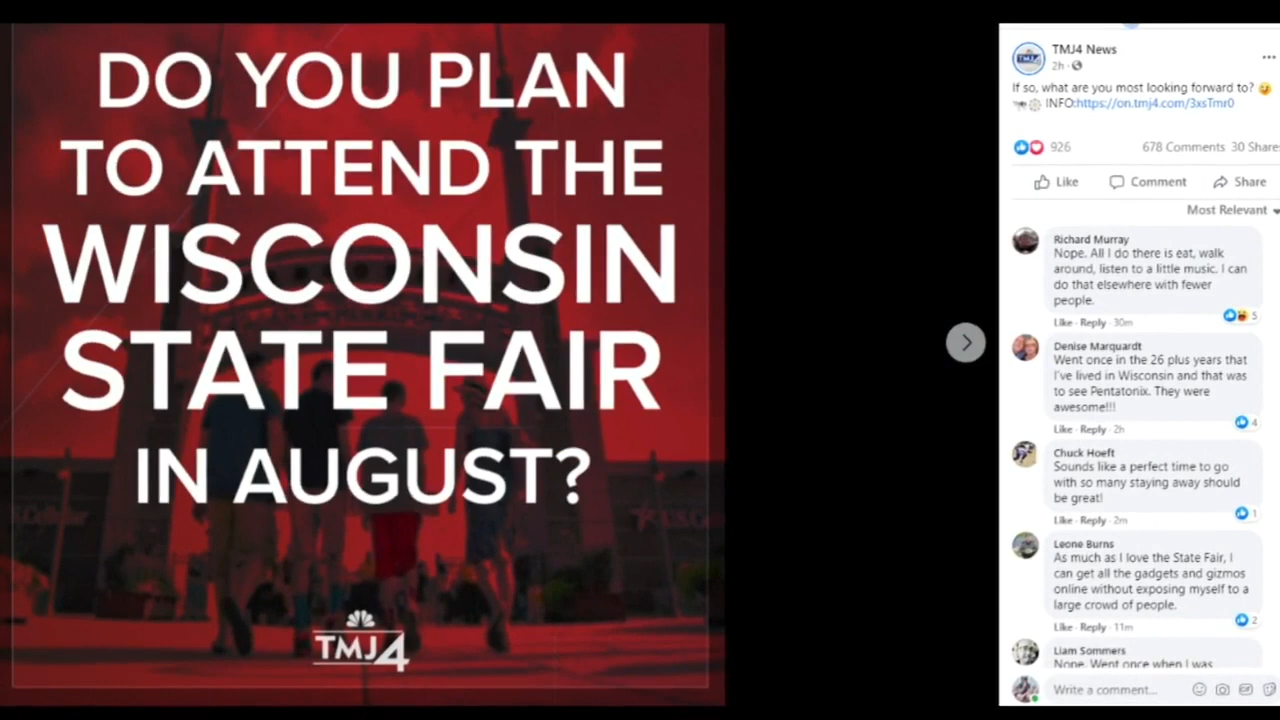 DO YOU PLAN
TO ATTEND THE
WISCONSIN
STATE FAIR
IN AUGUST?
TMJ4
TMJ4 News
2h
If so, what are you most looking forward to?
INFO:https://on.tmj4.com/3xsTmr0
926 678 Comments 30 Share
Like Comment Share
Most Relevant
Richard Murray
Nope. All I do there is eat, walk
around, listen to a little music. I can
do that elsewhere with fewer
people.
5
Like · Reply · 30m
Denise Marquardt
Went once in the 26 plus years that
I've lived in Wisconsin and that was
to see Pentatonix. They were
awesome!!!
4
Like · Reply · 2h
Chuck Hoeft
Sounds like a perfect time to go
with so many staying away should
be great!
1
Like · Reply · 2m
Leone Burns
As much as I love the State Fair, I
can get all the gadgets and gizmos
online without exposing myself to a
large crowd of people.
2
Like · Reply · 11m
Liam Sommers
Nope. Went once when I was
Write a comment...